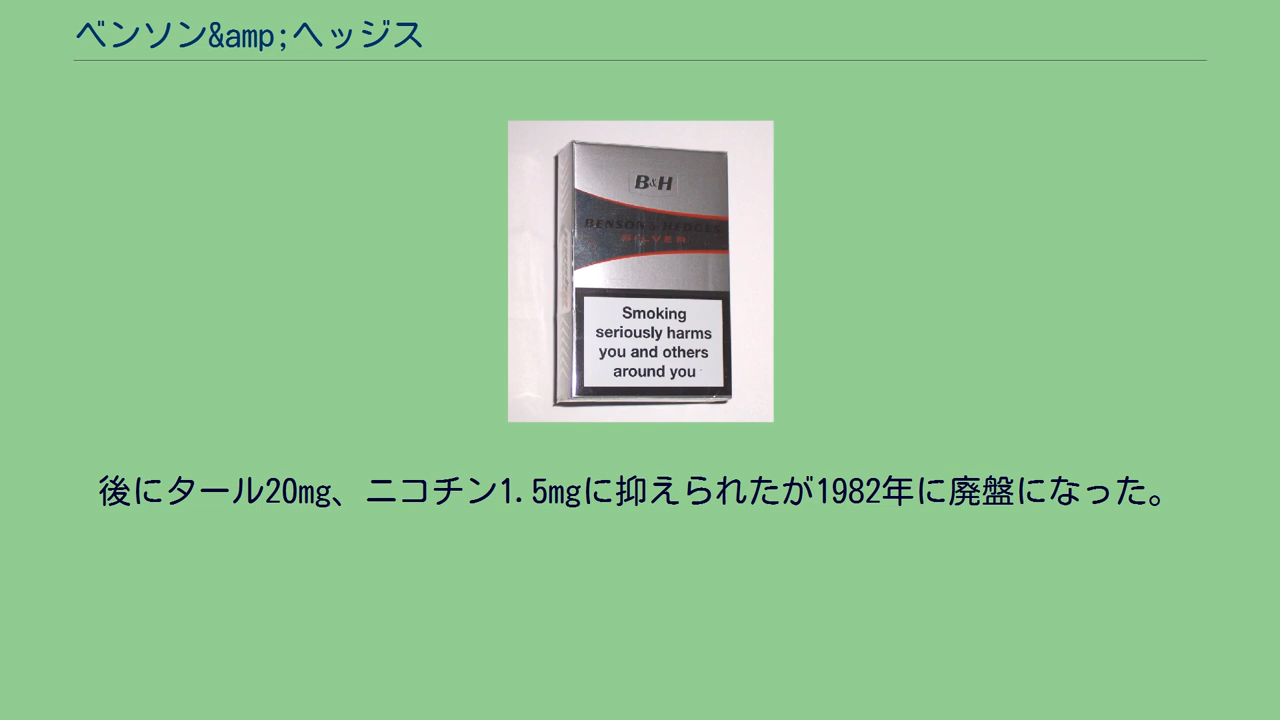 ベンソン&amp;ヘッジス
B&H
BENSON & HEDGES
SILVER
Smoking
seriously harms
you and others
around you
後にタール20mg、ニコチン1.5mgに抑えられたが1982年に廃盤になった。